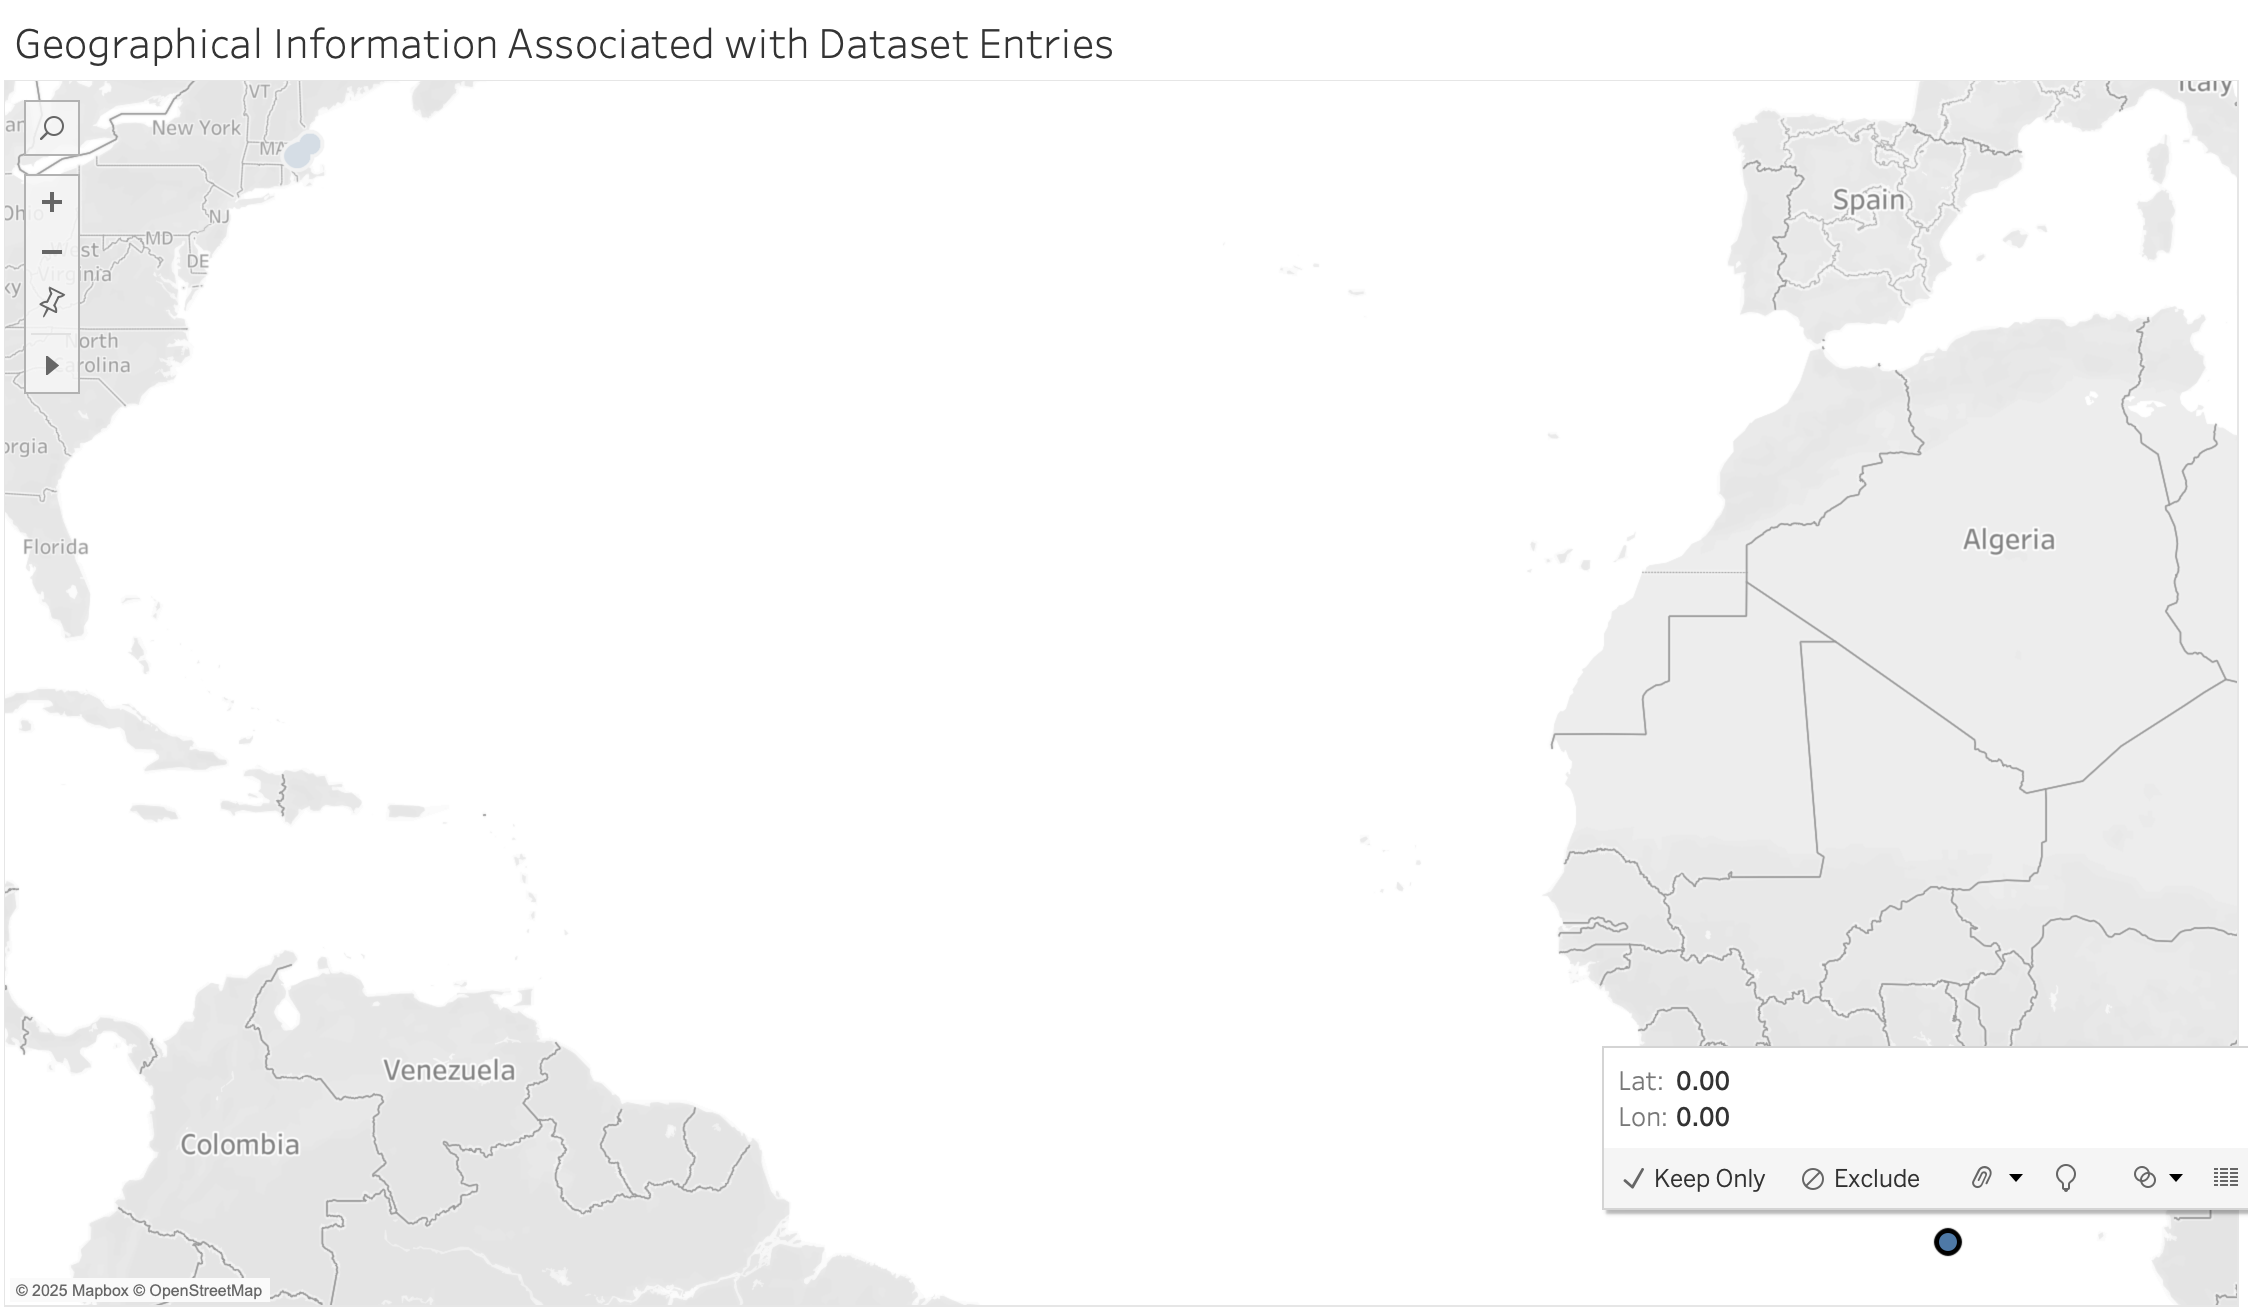 Geographical Information Associated with Dataset Entries
Italy
VT
New York
MA
Spain
Ohio
NJ
MD
West
Virginia
DE
ky
North
Carolina
orgia
Florida
Algeria
Venezuela
Colombia
Lat: 0.00
Lon: 0.00
Keep Only Exclude
© 2025 Mapbox © OpenStreetMap